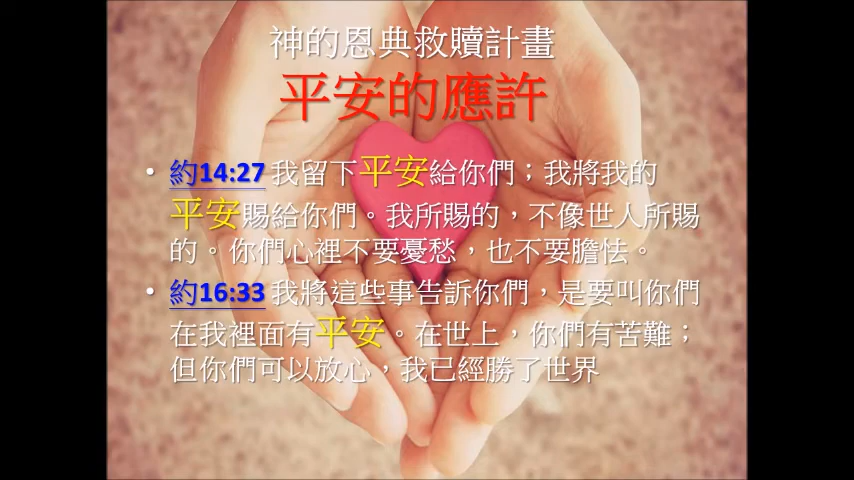 神的恩典救贖計畫
平安的應許
• 約14:27 我留下平安給你們；我將我的
平安賜給你們。我所賜的，不像世人所賜
的。你們心裡不要憂愁，也不要膽怯。
• 約16:33 我將這些事告訴你們，是要叫你們
在我裡面有平安。在世上，你們有苦難；
但你們可以放心，我已經勝了世界